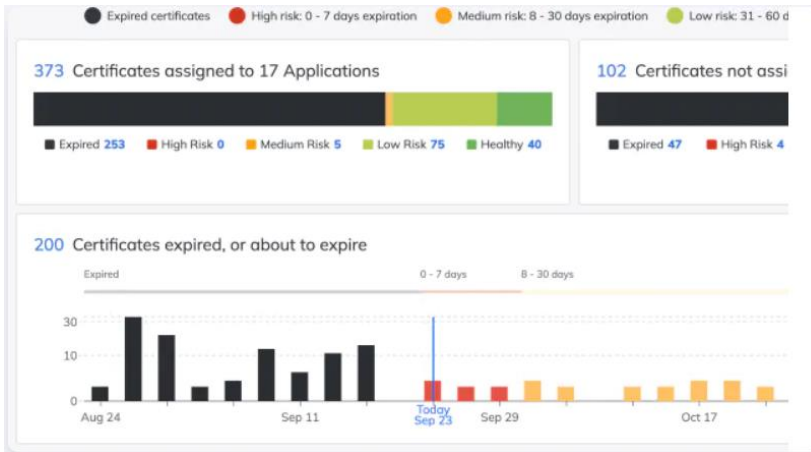 Expired certificates High risk: 0 - 7 days expiration Medium risk: 8 - 30 days expiration Low risk: 31 - 60 d
373 Certificates assigned to 17 Applications
Expired 253 High Risk 0 Medium Risk 5 Low Risk 75 Healthy 40
102 Certificates not assi
Expired 47 High Risk 4
200 Certificates expired, or about to expire
Expired 0 - 7 days 8 - 30 days
30
10
0
Aug 24 Sep 11 Today Sep 29 Oct 17
Sep 23